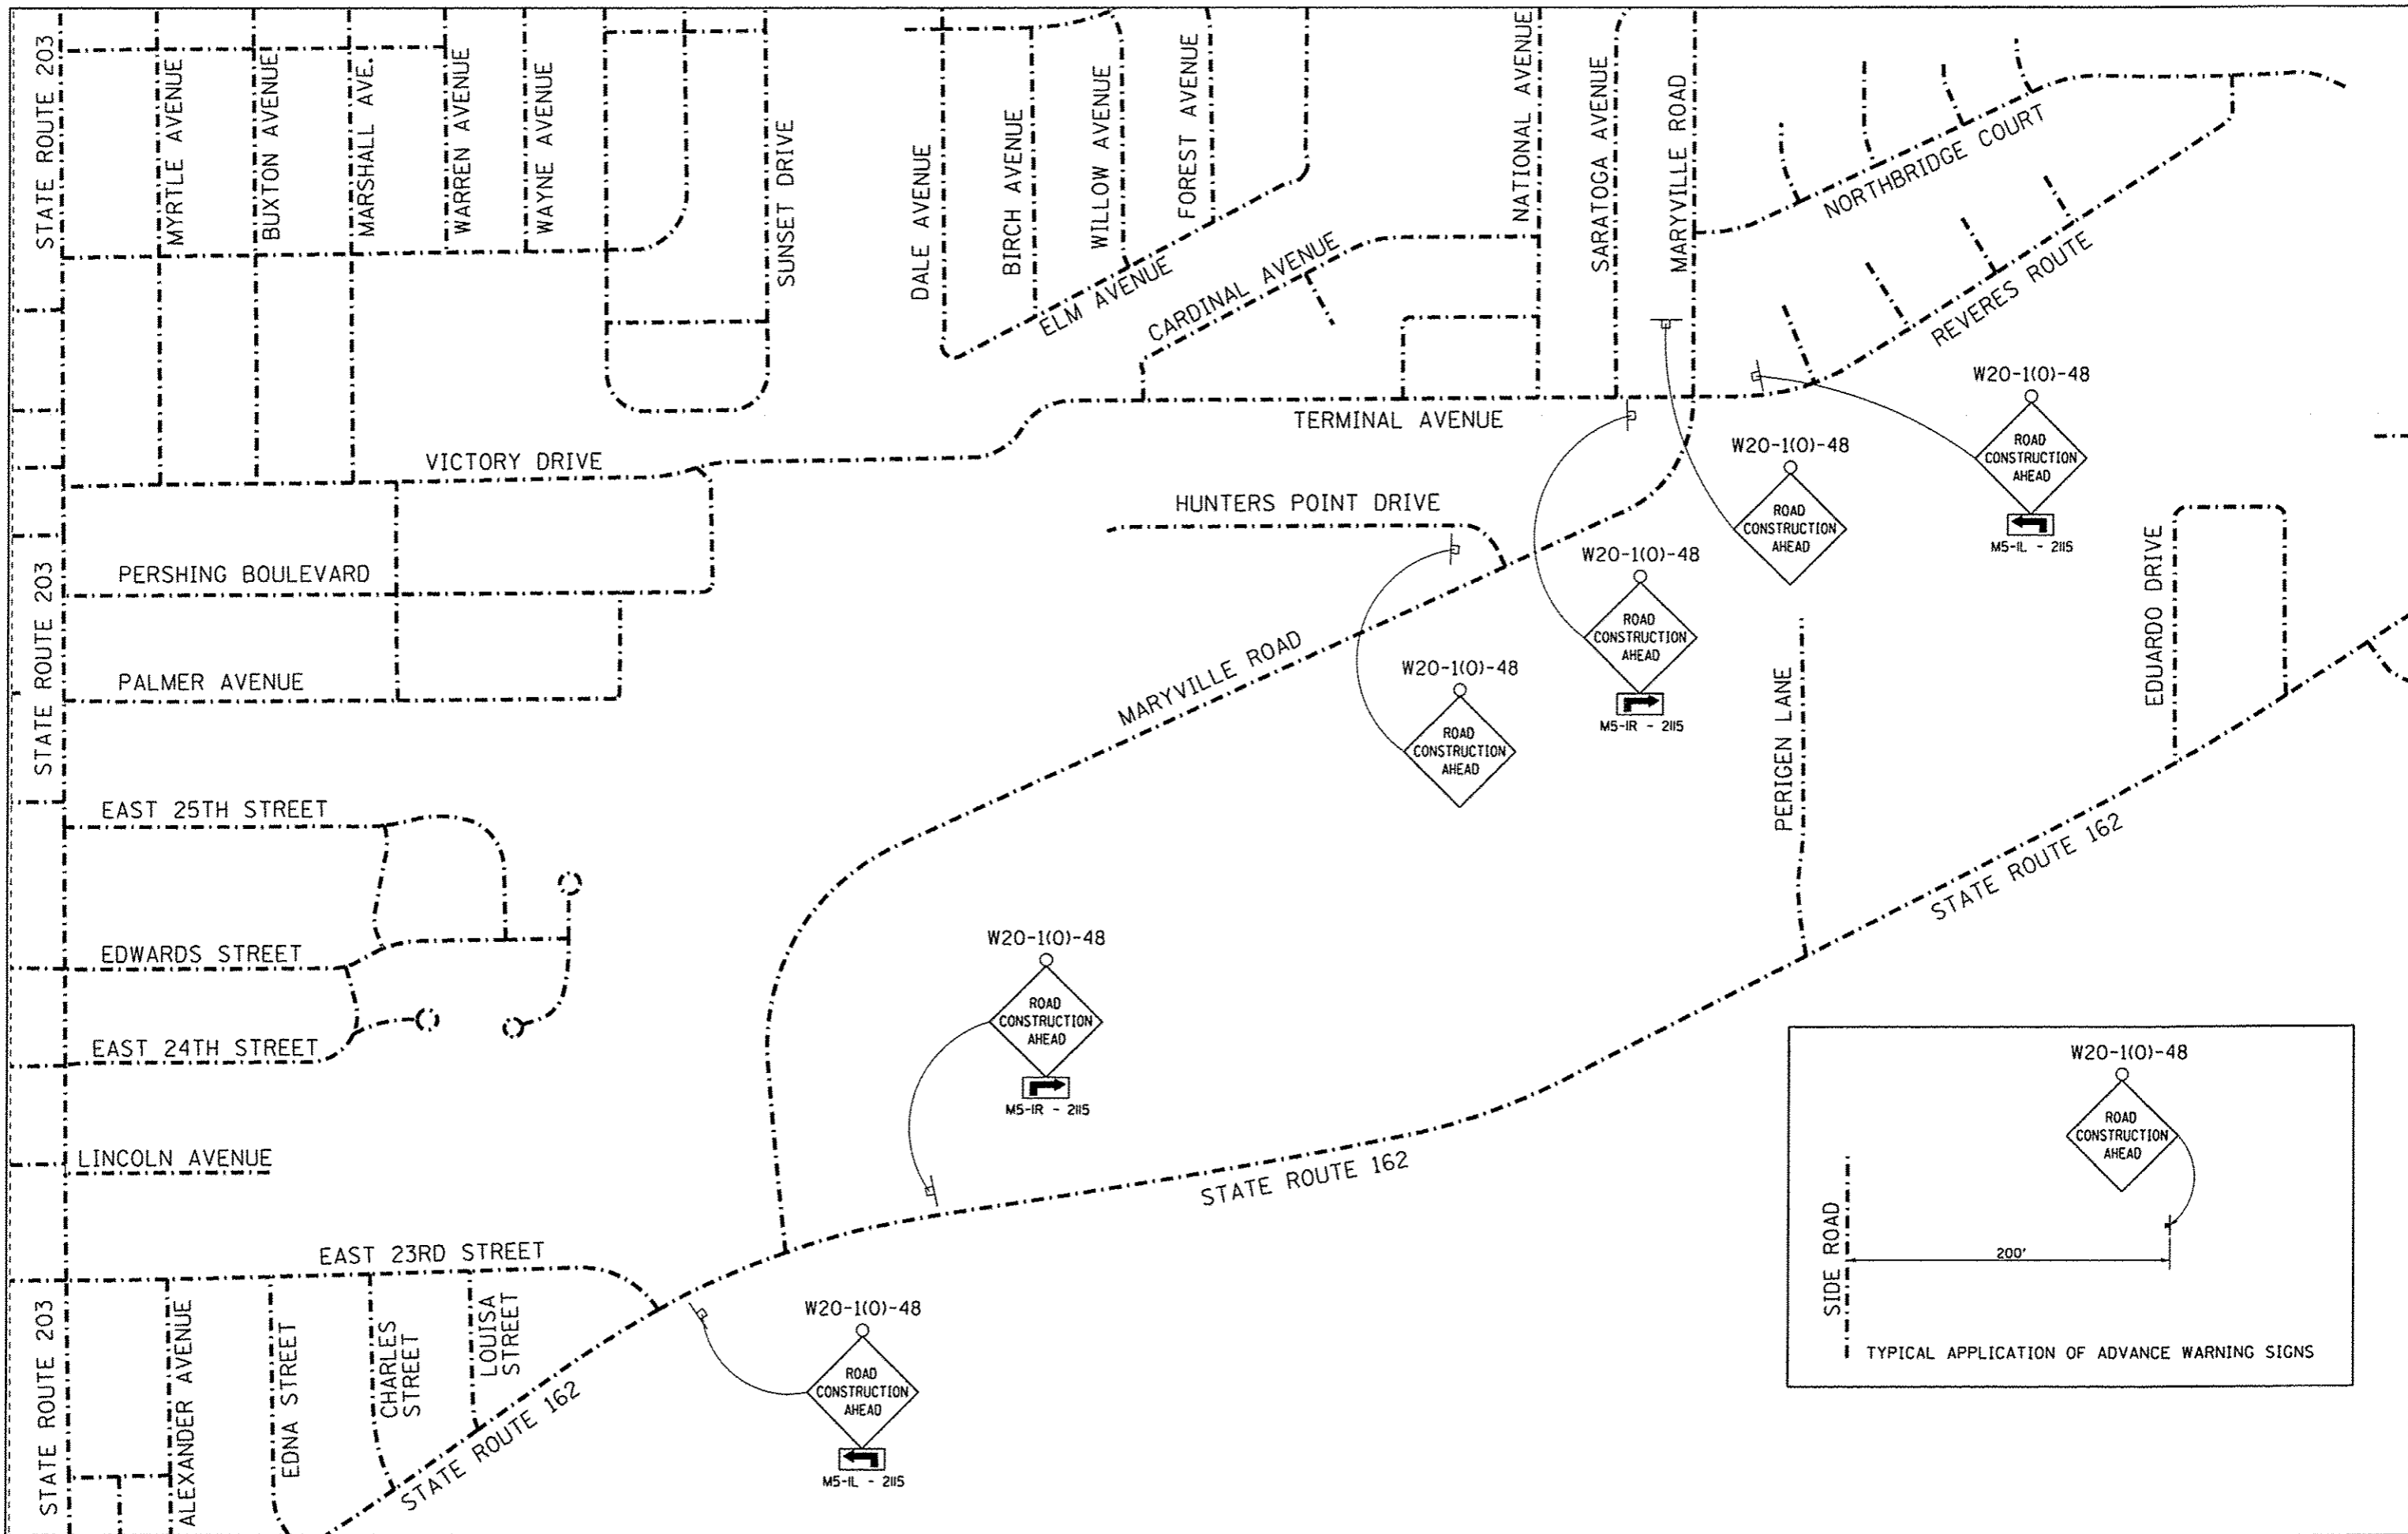 STATE ROUTE 203
MYRTLE AVENUE
BUXTON AVENUE
MARSHALL AVE.
WARREN AVENUE
WAYNE AVENUE
SUNSET DRIVE
DALE AVENUE
BIRCH AVENUE
WILLOW AVENUE
FOREST AVENUE
ELM AVENUE
CARDINAL AVENUE
NATIONAL AVENUE
SARATOGA AVENUE
MARYVILLE ROAD
NORTHBRIDGE COURT
REVERES ROUTE
TERMINAL AVENUE
VICTORY DRIVE
HUNTERS POINT DRIVE
W20-1(O)-48
ROAD
CONSTRUCTION
AHEAD
M5-1L - 2115
W20-1(O)-48
ROAD
CONSTRUCTION
AHEAD
W20-1(O)-48
ROAD
CONSTRUCTION
AHEAD
M5-1R - 2115
W20-1(O)-48
ROAD
CONSTRUCTION
AHEAD
STATE ROUTE 203
PERSHING BOULEVARD
PALMER AVENUE
MARYVILLE ROAD
PERIGEN LANE
EDUARDO DRIVE
STATE ROUTE 162
EAST 25TH STREET
EDWARDS STREET
EAST 24TH STREET
LINCOLN AVENUE
W20-1(O)-48
ROAD
CONSTRUCTION
AHEAD
M5-1R - 2115
STATE ROUTE 162
EAST 23RD STREET
STATE ROUTE 203
ALEXANDER AVENUE
EDNA STREET
CHARLES
STREET
LOUISA
STREET
STATE ROUTE 162
W20-1(O)-48
ROAD
CONSTRUCTION
AHEAD
M5-1L - 2115
W20-1(O)-48
ROAD
CONSTRUCTION
AHEAD
SIDE ROAD
200'
TYPICAL APPLICATION OF ADVANCE WARNING SIGNS